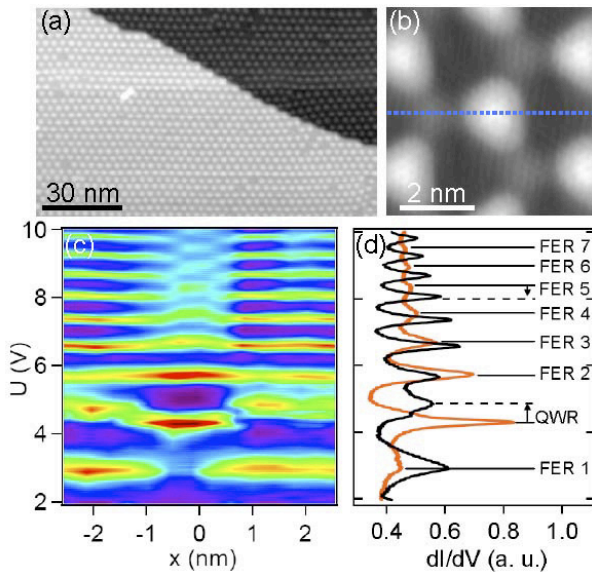 (a)
30 nm
(b)
2 nm
(c)
10
8
6
4
2
U (V)
-2
-1
0
1
2
x (nm)
(d)
FER 7
FER 6
FER 5
FER 4
FER 3
FER 2
QWR
FER 1
0.4
0.6
0.8
1.0
dI/dV (a. u.)